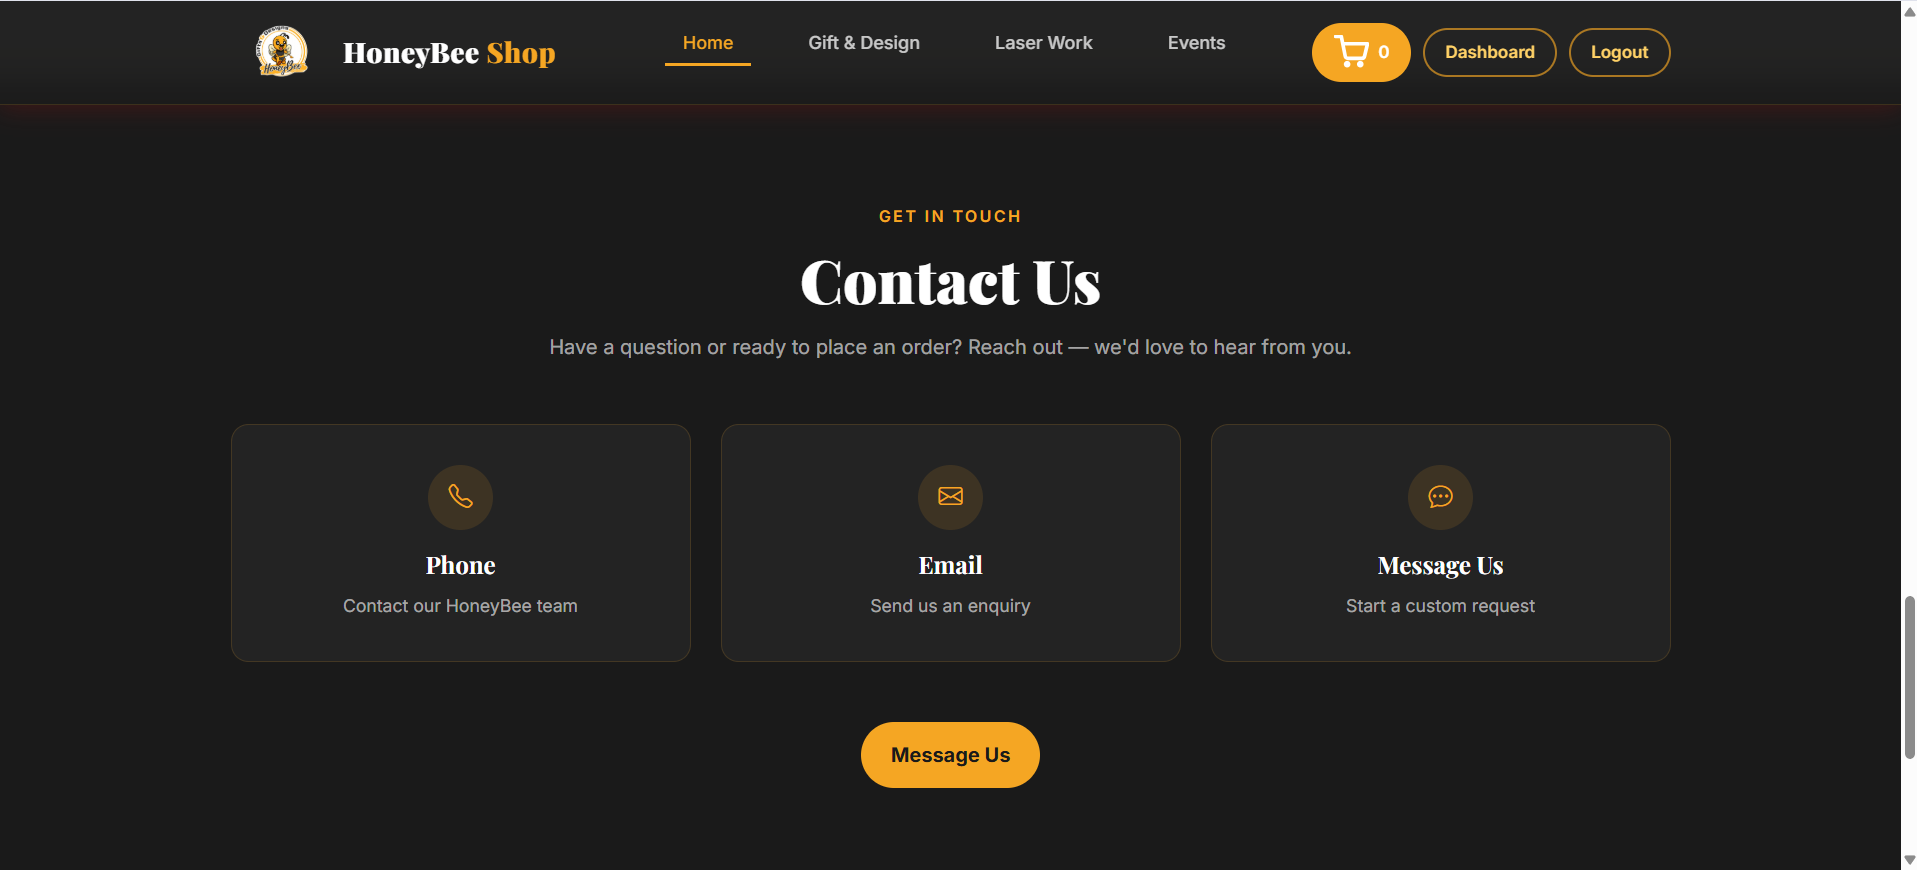 HoneyBee
HoneyBee Shop
Home
Gift & Design
Laser Work
Events
0
Dashboard
Logout
GET IN TOUCH
Contact Us
Have a question or ready to place an order? Reach out — we'd love to hear from you.
Phone
Contact our HoneyBee team
Email
Send us an enquiry
Message Us
Start a custom request
Message Us